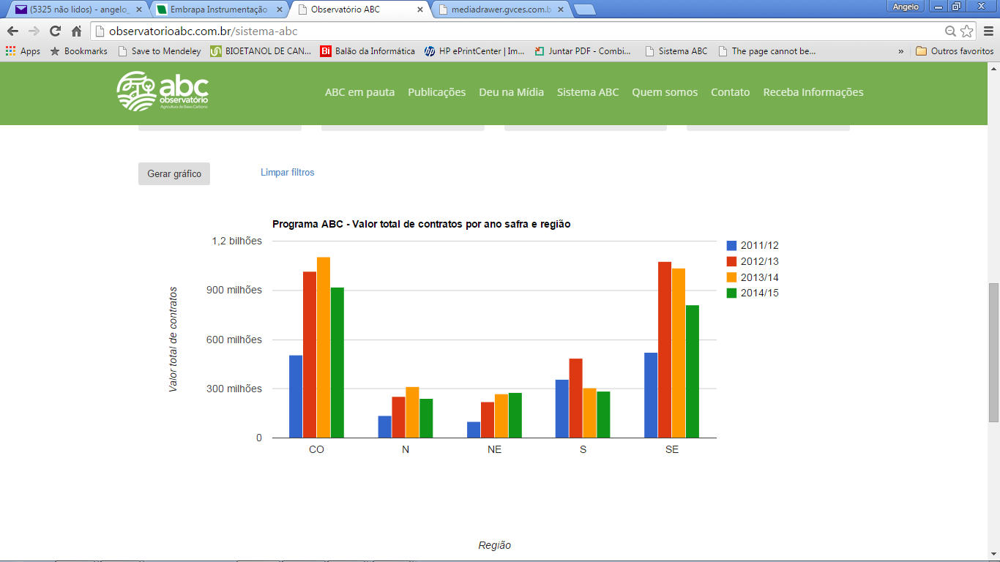 (5325 não lidos) - angelo_
Embrapa Instrumentação
Observatório ABC
mediadrawer.gvces.com.b
Angelo
observatorioabc.com.br/sistema-abc
Apps
Bookmarks
Save to Mendeley
BIOETANOL DE CAN...
Balão da Informática
HP ePrintCenter | Im...
Juntar PDF - Combi...
Sistema ABC
The page cannot be...
»
Outros favoritos
abc
observatório
Agricultura de Baixo Carbono
ABC em pauta
Publicações
Deu na Mídia
Sistema ABC
Quem somos
Contato
Receba Informações
Gerar gráfico
Limpar filtros
Programa ABC - Valor total de contratos por ano safra e região
1,2 bilhões
900 milhões
600 milhões
300 milhões
0
Valor total de contratos
2011/12
2012/13
2013/14
2014/15
CO
N
NE
S
SE
Região